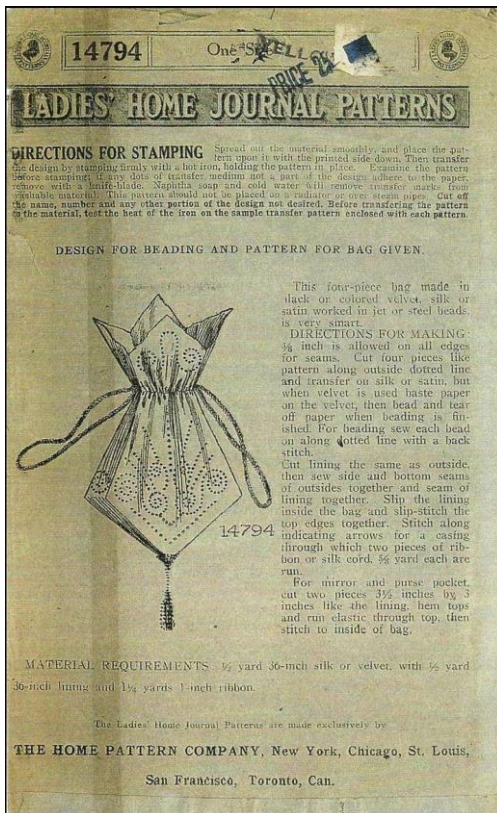 14794
One Size
YELLOW
PRICE 25
LADIES' HOME JOURNAL PATTERNS
DIRECTIONS FOR STAMPING Spread out the material smoothly, and place the pat-
tern upon it with the printed side down. Then transfer
the design by stamping firmly with a hot iron, holding the pattern in place. Examine the pattern
before stamping; if any dots of transfer medium not a part of the design adhere to the paper,
remove with a knife-blade. Napitha soap and cold water will remove transfer marks from
washable material. This pattern should not be placed on a radiator or over steam pipes. Cut off
the name, number and any other portion of the design not desired. Before transfering the pattern
to the material, test the heat of the iron on the sample transfer pattern enclosed with each pattern.
DESIGN FOR BEADING AND PATTERN FOR BAG GIVEN.
This four-piece bag made in
black or colored velvet, silk or
satin worked in jet or steel beads,
is very smart.
DIRECTIONS FOR MAKING:
⅜ inch is allowed on all edges
for seams. Cut four pieces like
pattern along outside dotted line
and transfer on silk or satin, but
when velvet is used baste paper
on the velvet, then bead and tear
off paper when beading is fin-
ished. For beading sew each bead
on along dotted line with a back
stitch.
Cut lining the same as outside,
then sew side and bottom seams
of outsides together and seam of
lining together. Slip the lining
inside the bag and slip-stitch the
top edges together. Stitch along
indicating arrows for a casing
through which two pieces of rib-
bon or silk cord, ⅝ yard each are
run.
For mirror and purse pocket,
cut two pieces 3½ inches by 3
inches like the lining, hem tops
and run elastic through top, then
stitch to inside of bag.
14794
MATERIAL REQUIREMENTS: ½ yard 36-inch silk or velvet, with ½ yard
36-inch lining and 1¼ yards 1-inch ribbon.
The Ladies' Home Journal Patterns are made exclusively by
THE HOME PATTERN COMPANY, New York, Chicago, St. Louis,
San Francisco, Toronto, Can.